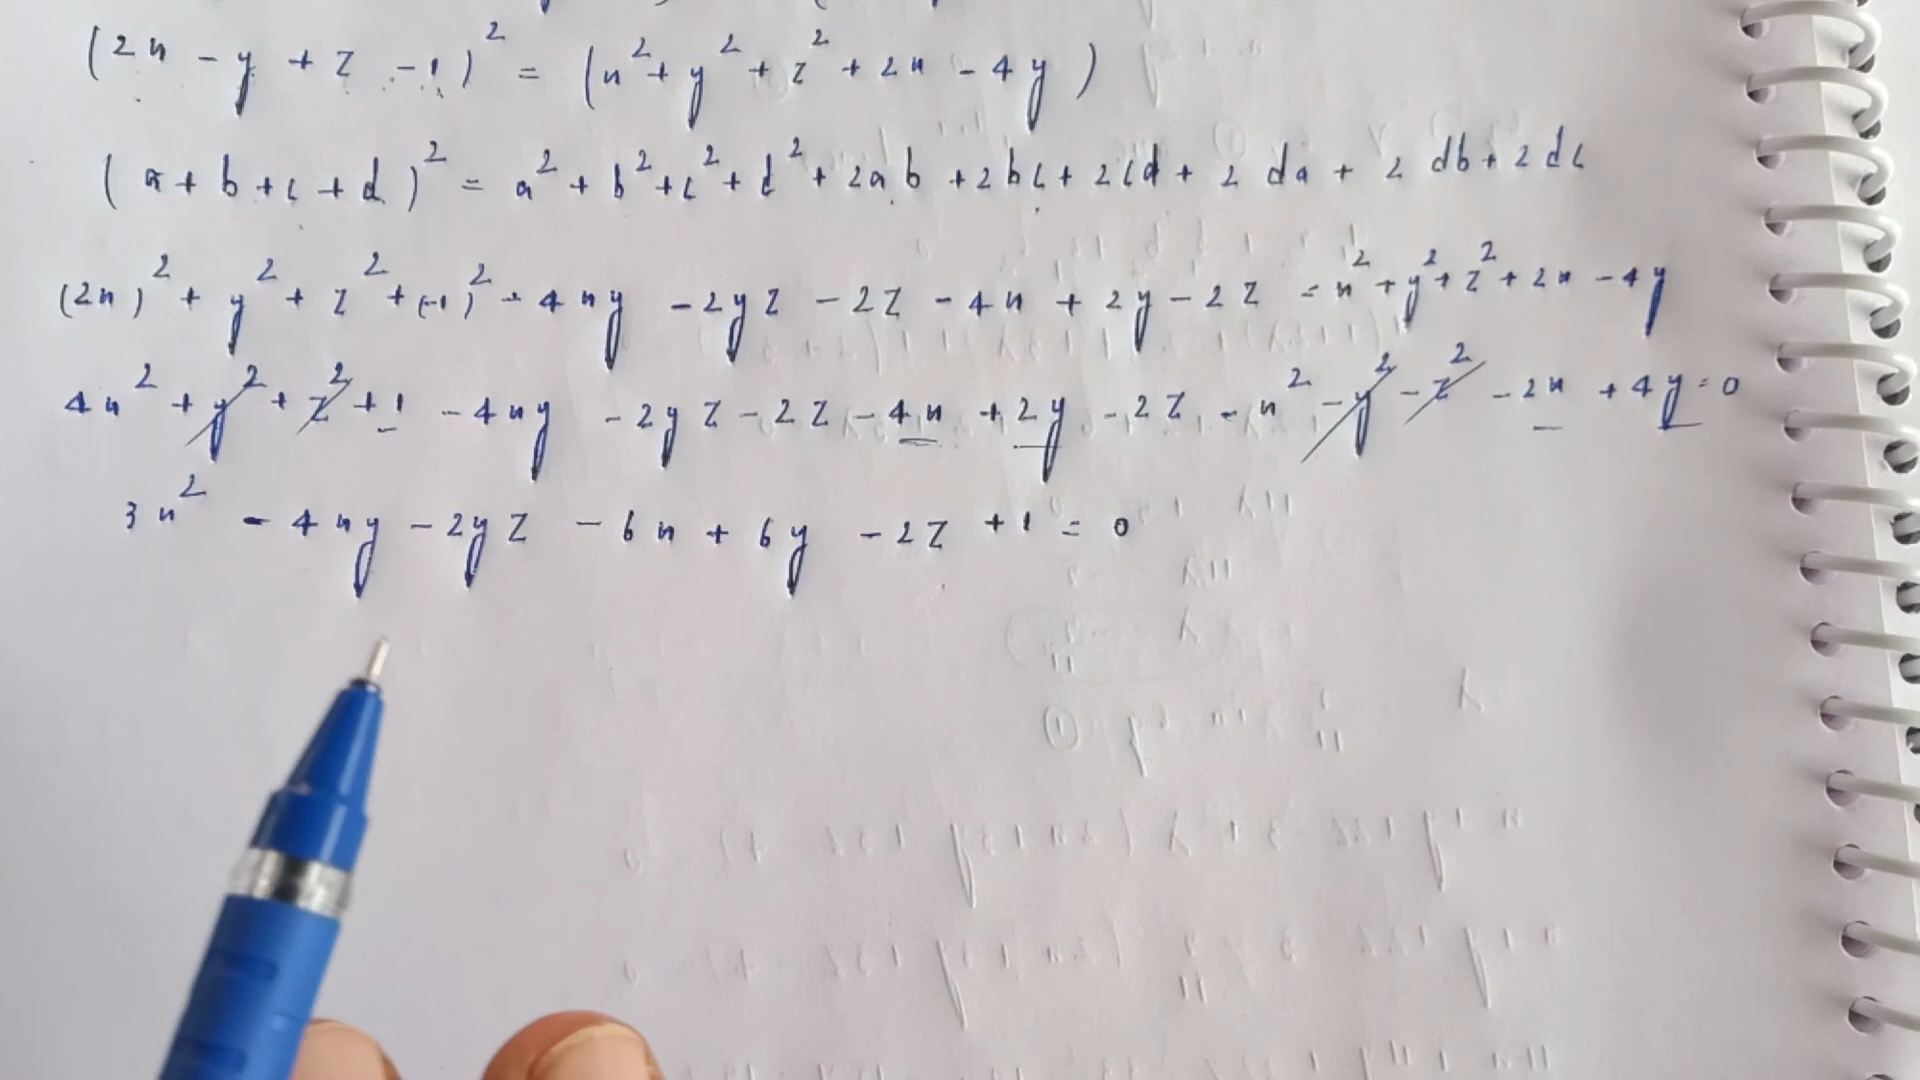 (2x - y + z - 1)² = (x² + y² + z² + 2x - 4y)
(a + b + c + d)² = a² + b² + c² + d² + 2ab + 2bc + 2cd + 2da + 2db + 2dc
(2x)² + y² + z² + (-1)² - 4xy - 2yz - 2z - 4x + 2y - 2z = x² + y² + z² + 2x - 4y
4x² + y² + z² + 1 - 4xy - 2yz - 2z - 4x + 2y - 2z - x² - y² - z² - 2x + 4y = 0
3x² - 4xy - 2yz - 6x + 6y - 2z + 1 = 0